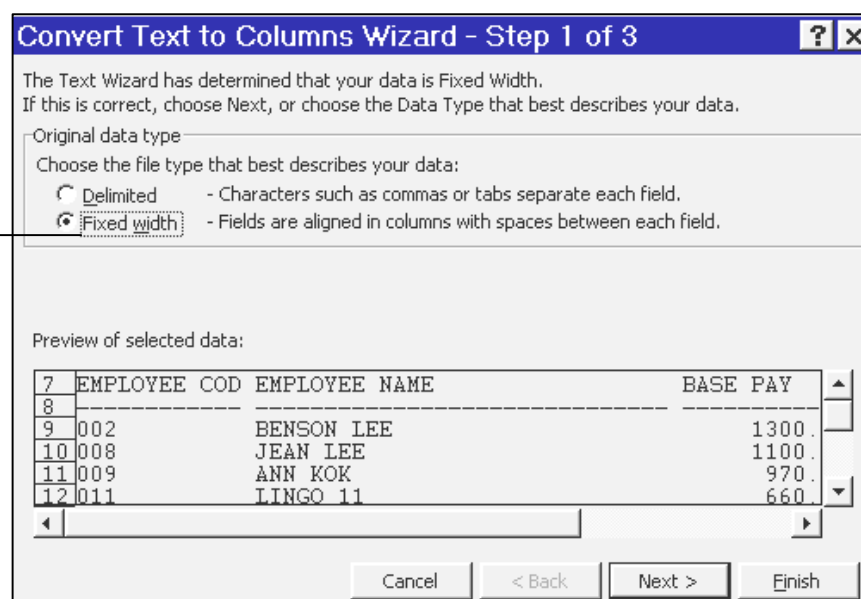 Convert Text to Columns Wizard - Step 1 of 3 ? ×
The Text Wizard has determined that your data is Fixed Width.
If this is correct, choose Next, or choose the Data Type that best describes your data.
Original data type
Choose the file type that best describes your data:
Delimited - Characters such as commas or tabs separate each field.
Fixed width - Fields are aligned in columns with spaces between each field.
Preview of selected data:
7 EMPLOYEE COD EMPLOYEE NAME BASE PAY
8 ------------ ------------------------------ ----------
9 002 BENSON LEE 1300.
10 008 JEAN LEE 1100.
11 009 ANN KOK 970.
12 011 LINGO 11 660.
Cancel < Back Next > Finish